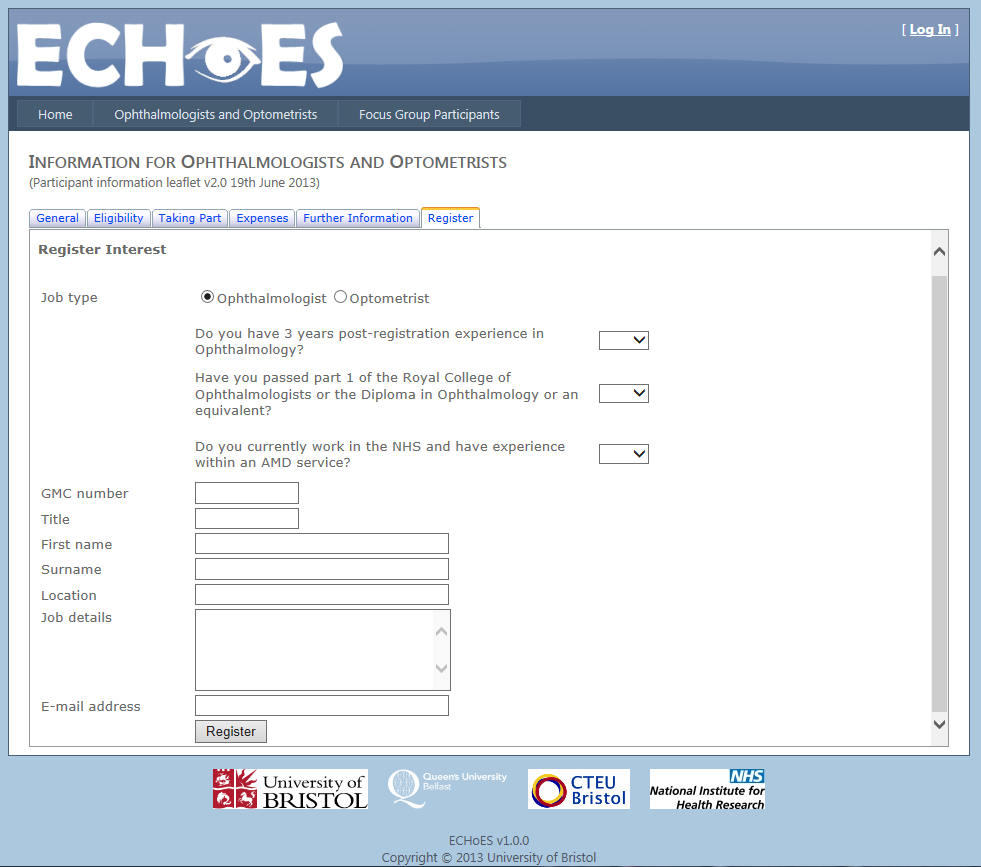 ECHOES
[ Log In ]
Home
Ophthalmologists and Optometrists
Focus Group Participants
INFORMATION FOR OPHTHALMOLOGISTS AND OPTOMETRISTS
(Participant information leaflet v2.0 19th June 2013)
General
Eligibility
Taking Part
Expenses
Further Information
Register
Register Interest
Job type
Ophthalmologist
Optometrist
Do you have 3 years post-registration experience in
Ophthalmology?
Have you passed part 1 of the Royal College of
Ophthalmologists or the Diploma in Ophthalmology or an
equivalent?
Do you currently work in the NHS and have experience
within an AMD service?
GMC number
Title
First name
Surname
Location
Job details
E-mail address
Register
University of
BRISTOL
Queen's University
Belfast
CTEU
Bristol
NHS
National Institute for
Health Research
ECHoES v1.0.0
Copyright © 2013 University of Bristol